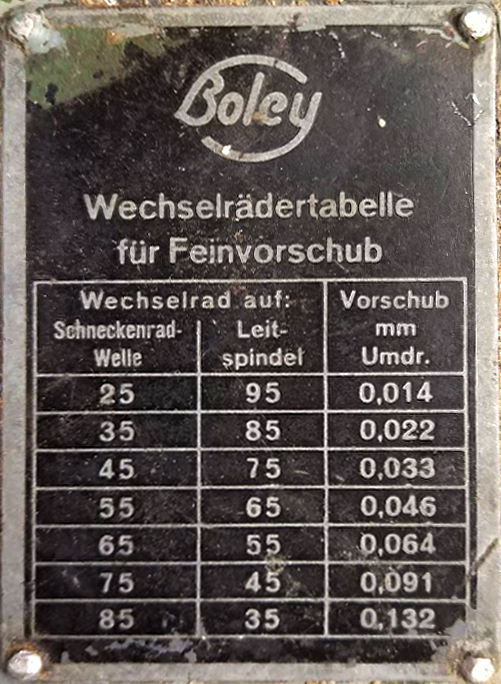 Boley
Wechselrädertabelle
für Feinvorschub
Wechselrad auf: Vorschub
Schneckenrad- Leit- mm
Welle spindel Umdr.
25 95 0,014
35 85 0,022
45 75 0,033
55 65 0,046
65 55 0,064
75 45 0,091
85 35 0,132